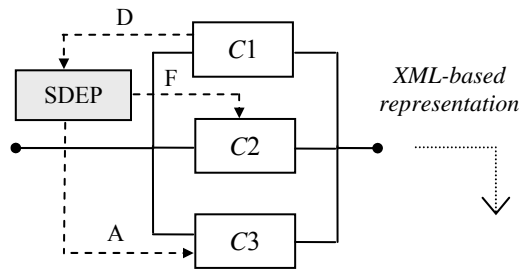 D
C1
XML-based
representation
SDEP
F
C2
A
C3